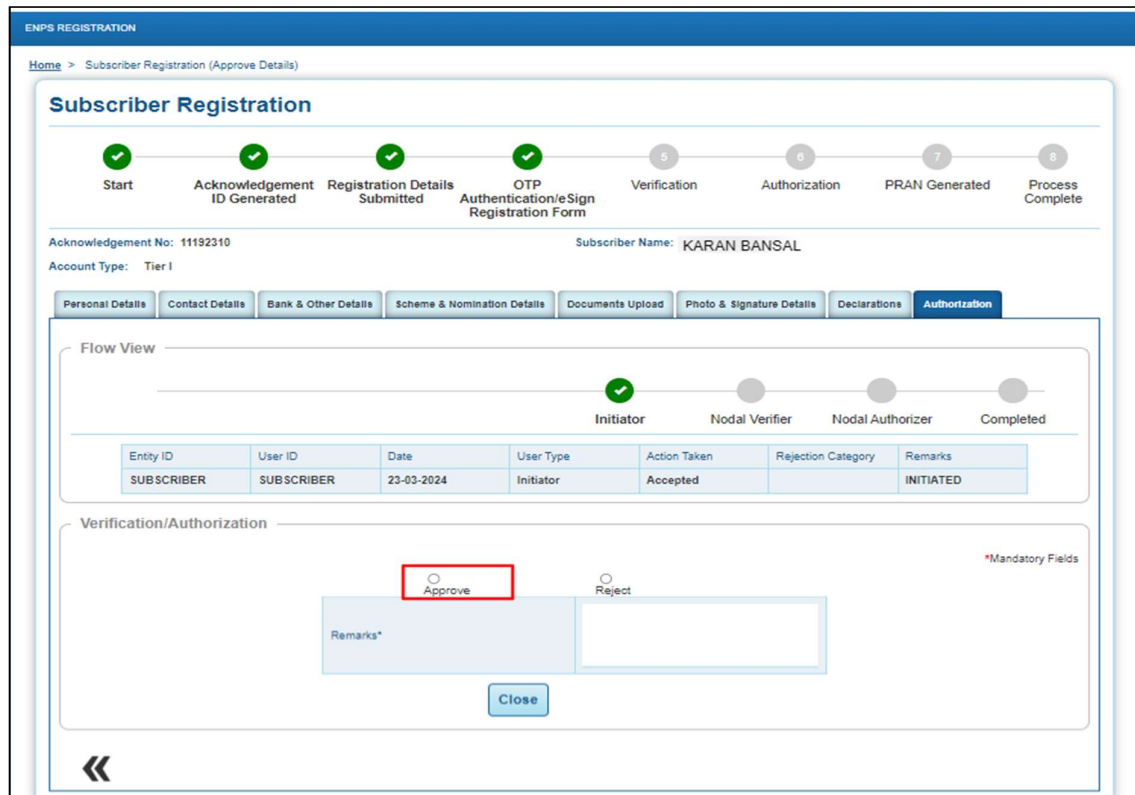 ENPS REGISTRATION
Home > Subscriber Registration (Approve Details)
Subscriber Registration
5 6 7 8
Start Acknowledgement Registration Details OTP Verification Authorization PRAN Generated Process
ID Generated Submitted Authentication/eSign Complete
Registration Form
Acknowledgement No: 11192310 Subscriber Name: KARAN BANSAL
Account Type: Tier I
Personal Details Contact Details Bank & Other Details Scheme & Nomination Details Documents Upload Photo & Signature Details Declarations Authorization
Flow View
Initiator Nodal Verifier Nodal Authorizer Completed
Entity ID User ID Date User Type Action Taken Rejection Category Remarks
SUBSCRIBER SUBSCRIBER 23-03-2024 Initiator Accepted INITIATED
Verification/Authorization
*Mandatory Fields
Approve Reject
Remarks*
Close